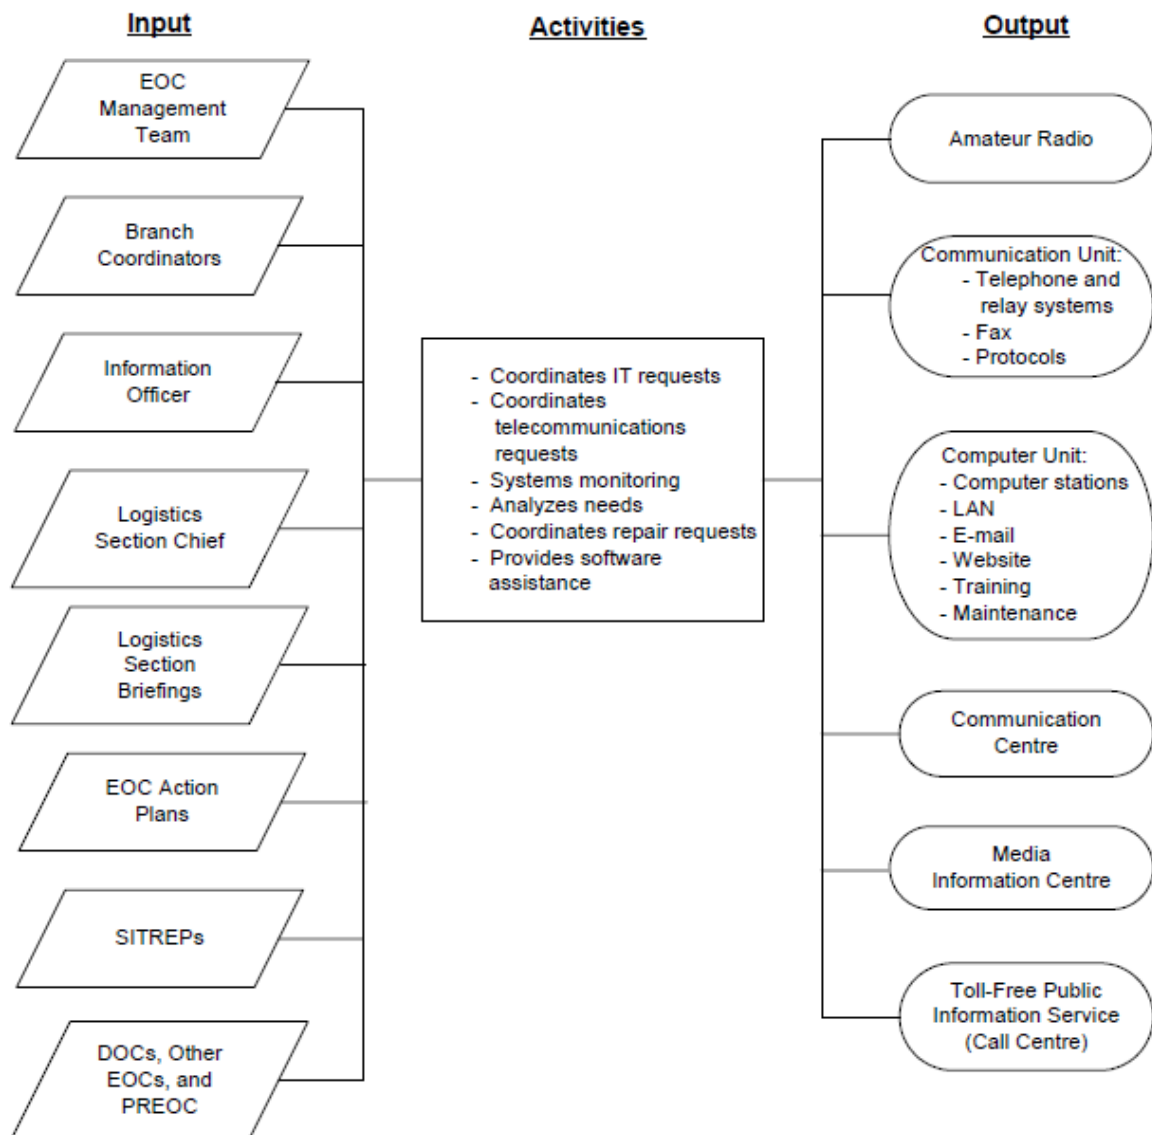 Input
Activities
Output
EOC
Management
Team
Branch
Coordinators
Information
Officer
Logistics
Section Chief
Logistics
Section
Briefings
EOC Action
Plans
SITREPs
DOCs, Other
EOCs, and
PREOC
- Coordinates IT requests
- Coordinates
telecommunications
requests
- Systems monitoring
- Analyzes needs
- Coordinates repair requests
- Provides software
assistance
Amateur Radio
Communication Unit:
- Telephone and
relay systems
- Fax
- Protocols
Computer Unit:
- Computer stations
- LAN
- E-mail
- Website
- Training
- Maintenance
Communication
Centre
Media
Information Centre
Toll-Free Public
Information Service
(Call Centre)